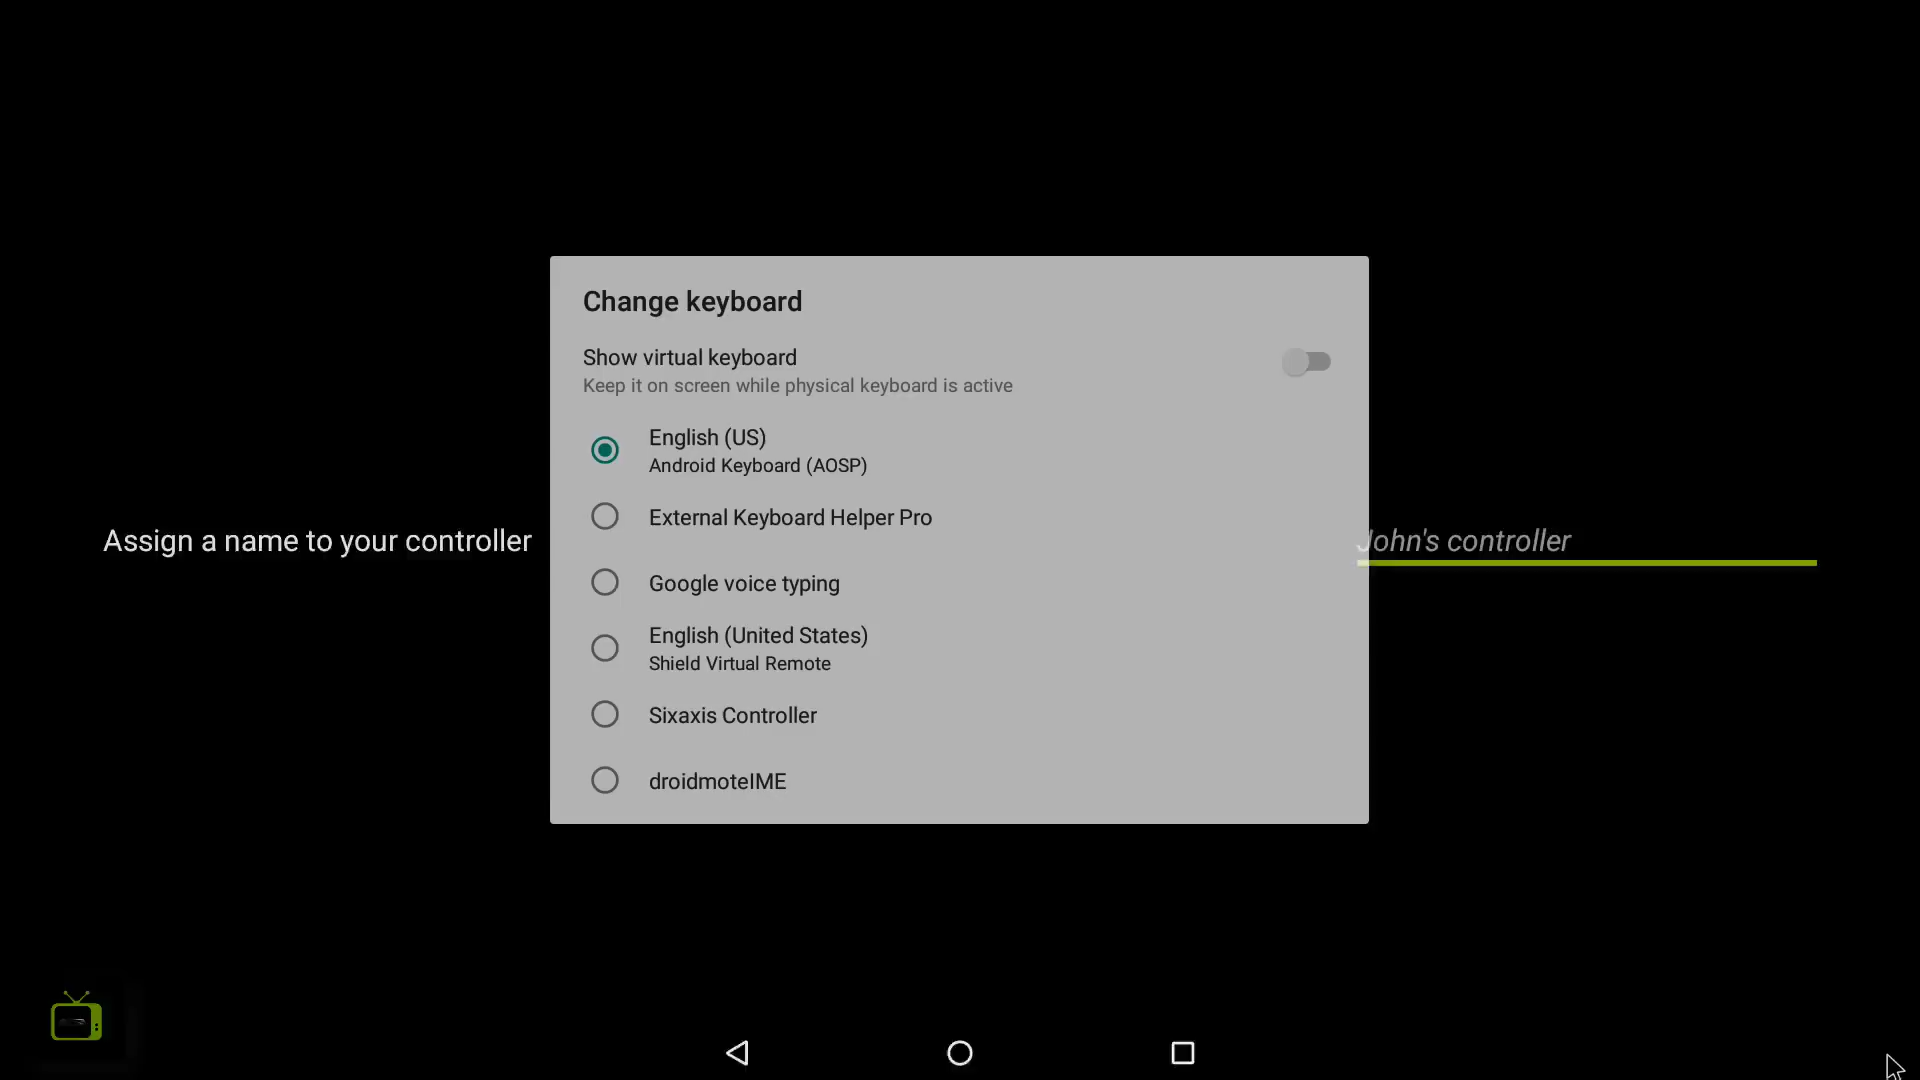 Change keyboard
Show virtual keyboard
Keep it on screen while physical keyboard is active
English (US)
Android Keyboard (AOSP)
External Keyboard Helper Pro
Google voice typing
English (United States)
Shield Virtual Remote
Sixaxis Controller
droidmoteIME
Assign a name to your controller
John's controller